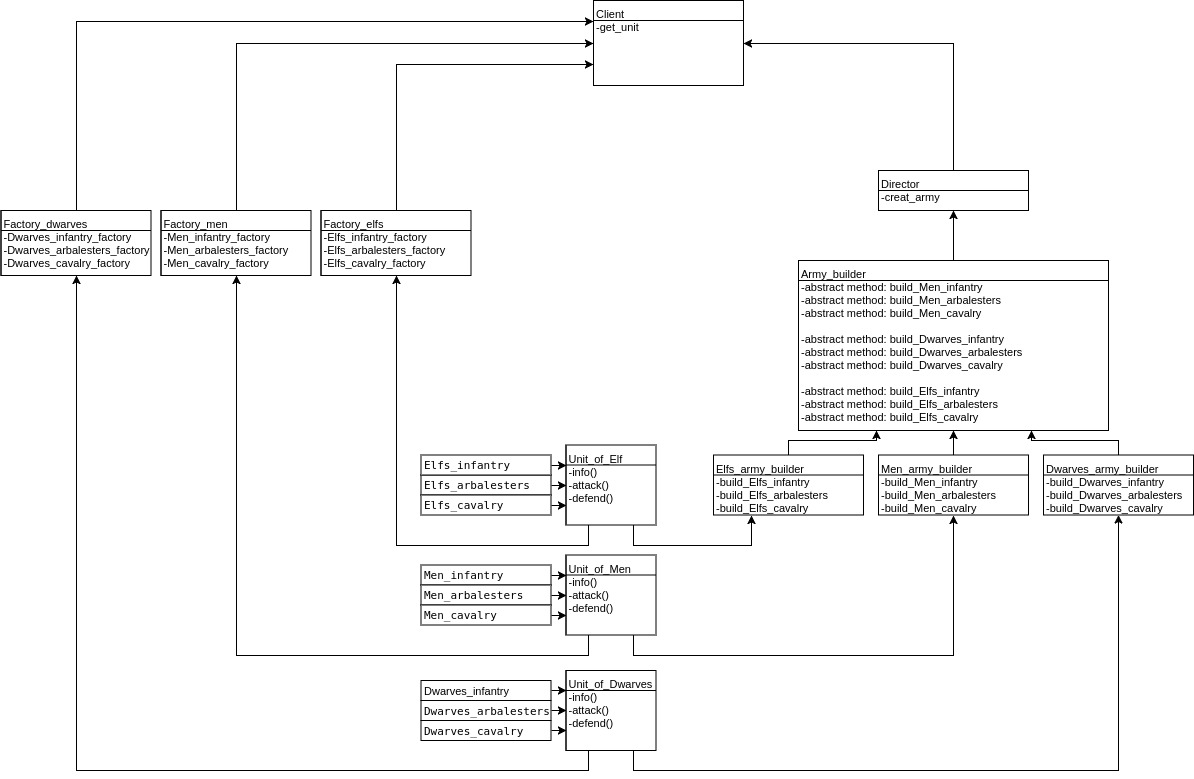 Client
-get_unit
Director
-creat_army
Factory_dwarves
-Dwarves_infantry_factory
-Dwarves_arbalesters_factory
-Dwarves_cavalry_factory
Factory_men
-Men_infantry_factory
-Men_arbalesters_factory
-Men_cavalry_factory
Factory_elfs
-Elfs_infantry_factory
-Elfs_arbalesters_factory
-Elfs_cavalry_factory
Army_builder
-abstract method: build_Men_infantry
-abstract method: build_Men_arbalesters
-abstract method: build_Men_cavalry
-abstract method: build_Dwarves_infantry
-abstract method: build_Dwarves_arbalesters
-abstract method: build_Dwarves_cavalry
-abstract method: build_Elfs_infantry
-abstract method: build_Elfs_arbalesters
-abstract method: build_Elfs_cavalry
Elfs_infantry
Elfs_arbalesters
Elfs_cavalry
Unit_of_Elf
-info()
-attack()
-defend()
Elfs_army_builder
-build_Elfs_infantry
-build_Elfs_arbalesters
-build_Elfs_cavalry
Men_army_builder
-build_Men_infantry
-build_Men_arbalesters
-build_Men_cavalry
Dwarves_army_builder
-build_Dwarves_infantry
-build_Dwarves_arbalesters
-build_Dwarves_cavalry
Men_infantry
Men_arbalesters
Men_cavalry
Unit_of_Men
-info()
-attack()
-defend()
Dwarves_infantry
Dwarves_arbalesters
Dwarves_cavalry
Unit_of_Dwarves
-info()
-attack()
-defend()